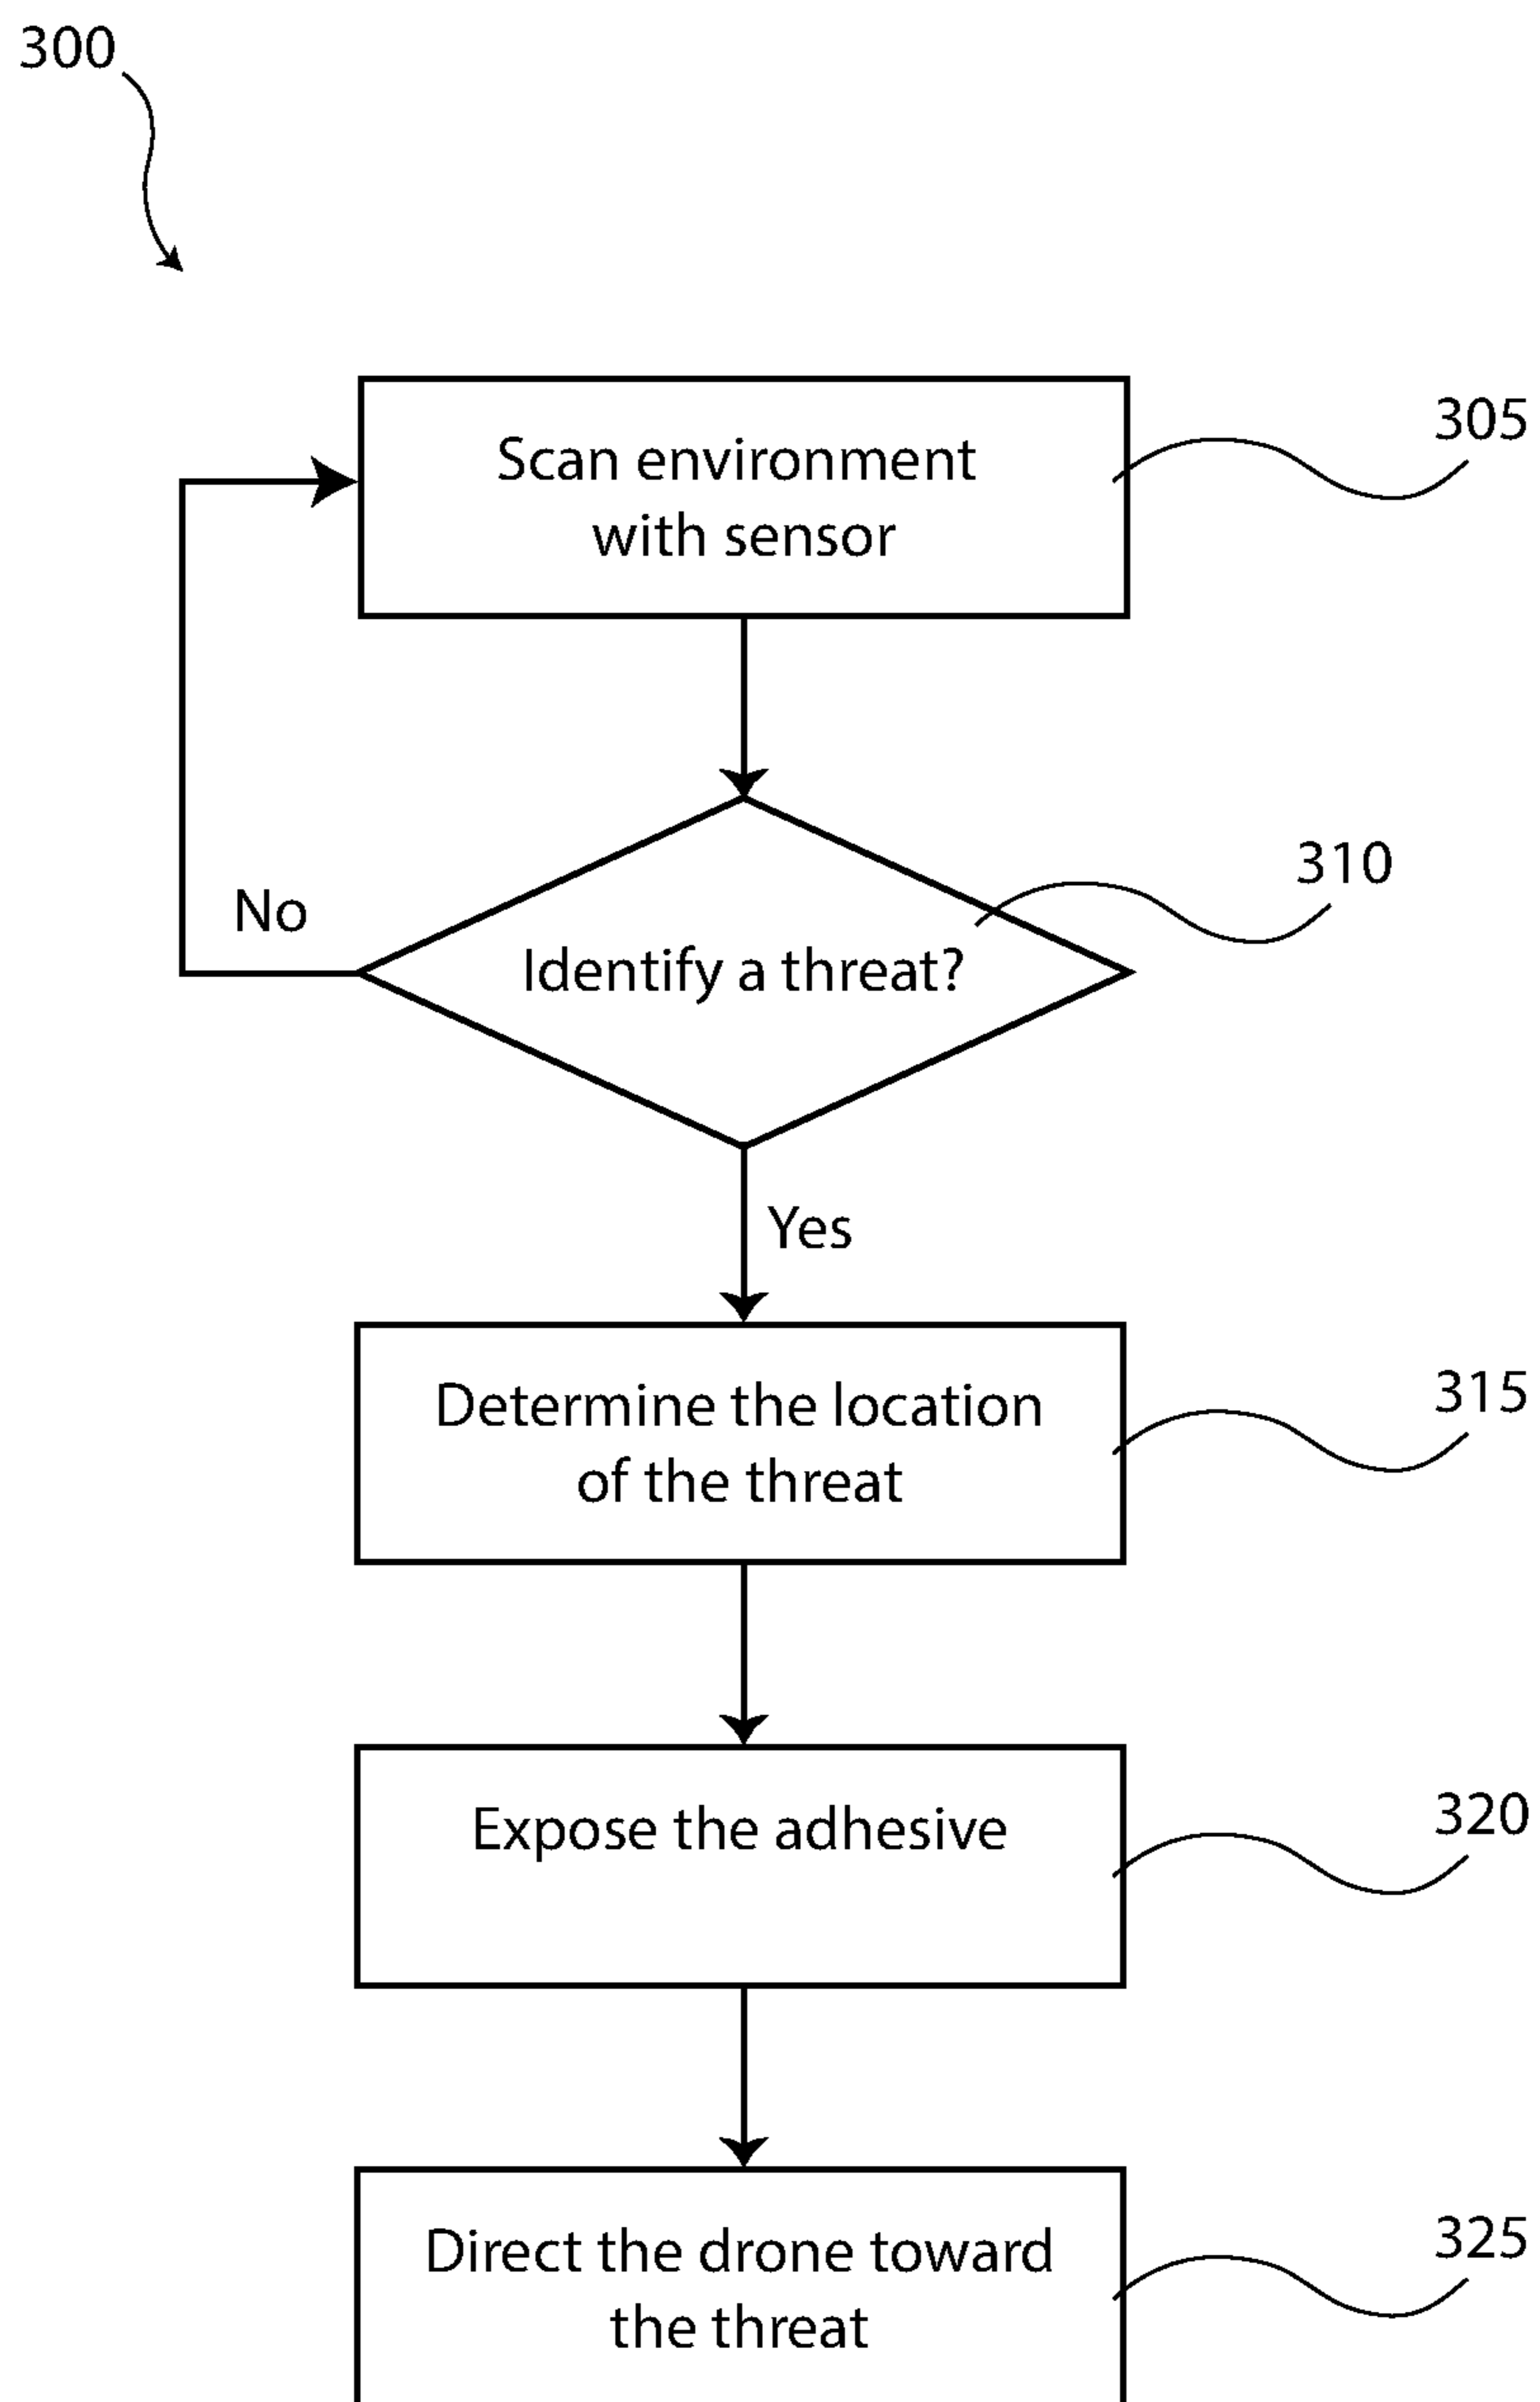 300
305
Scan environment
with sensor
310
No
Identify a threat?
Yes
315
Determine the location
of the threat
320
Expose the adhesive
325
Direct the drone toward
the threat